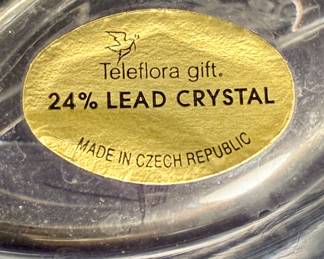 Teleflora gift.
24% LEAD CRYSTAL
MADE IN CZECH REPUBLIC